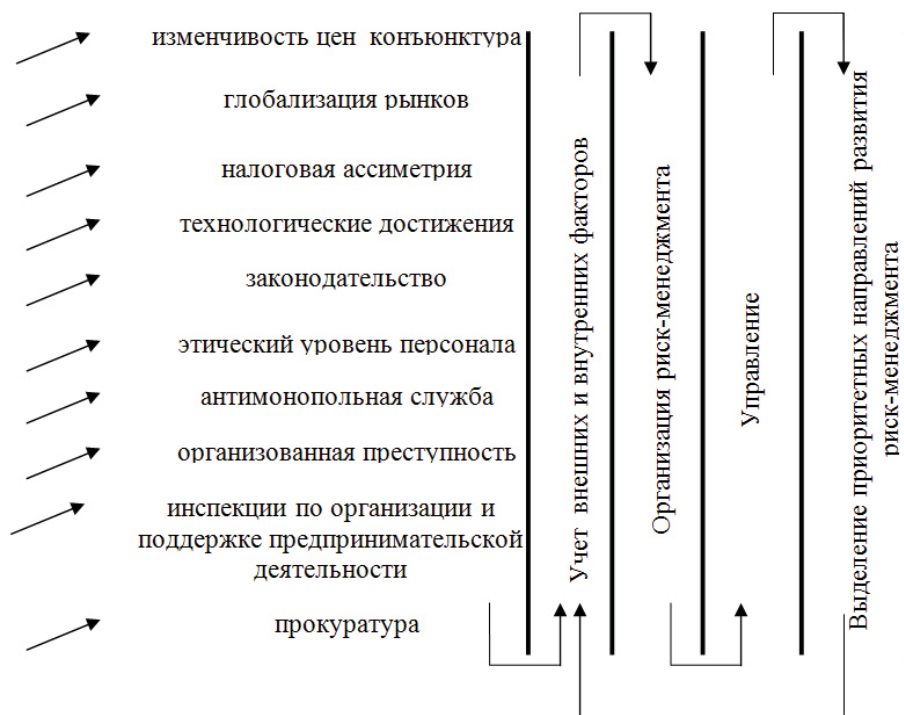 изменчивость цен конъюнктура
глобализация рынков
налоговая ассиметрия
технологические достижения
законодательство
этический уровень персонала
антимонопольная служба
организованная преступность
инспекции по организации и
поддержке предпринимательской
деятельности
прокуратура
Учет внешних и внутренних факторов
Организация риск-менеджмента
Управление
Выделение приоритетных направлений развития
риск-менеджмента